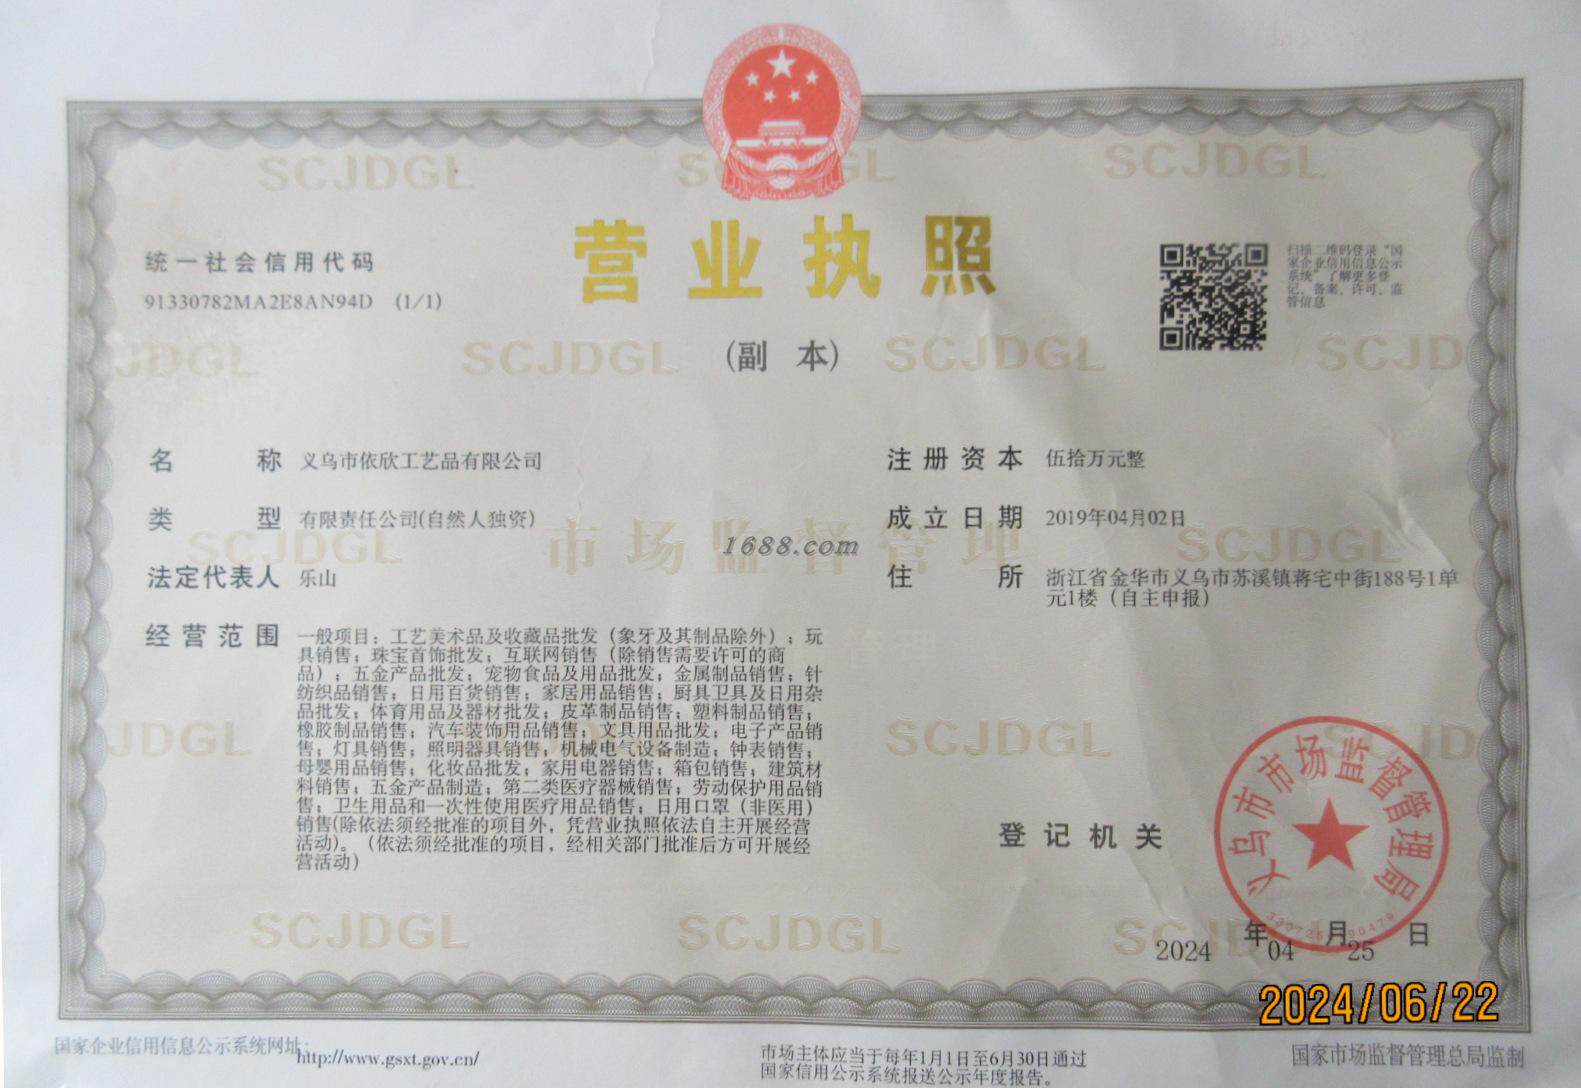 营业执照
(副 本)
统一社会信用代码
91330782MA2E8AN94D (1/1)
扫描二维码登录“国
家企业信用信息公示
系统”了解更多登
记、备案、许可、监
管信息
名 称 义乌市依欣工艺品有限公司
类 型 有限责任公司(自然人独资)
法定代表人 乐山
经营范围 一般项目：工艺美术品及收藏品批发（象牙及其制品除外）；玩
具销售；珠宝首饰批发；互联网销售（除销售需要许可的商
品）；五金产品批发；宠物食品及用品批发；金属制品销售；针
纺织品销售；日用百货销售；家居用品销售；厨具卫具及日用杂
品批发；体育用品及器材批发；皮革制品销售；塑料制品销售；
橡胶制品销售；汽车装饰用品销售；文具用品批发；电子产品销
售；灯具销售；照明器具销售；机械电气设备制造；钟表销售；
母婴用品销售；化妆品批发；家用电器销售；箱包销售；建筑材
料销售；五金产品制造；第二类医疗器械销售；劳动保护用品销
售；卫生用品和一次性使用医疗用品销售；日用口罩（非医用）
销售(除依法须经批准的项目外，凭营业执照依法自主开展经营
活动)。（依法须经批准的项目，经相关部门批准后方可开展经
营活动）
注册资本 伍拾万元整
成立日期 2019年04月02日
住 所 浙江省金华市义乌市苏溪镇蒋宅中街188号1单
元1楼（自主申报）
1688.com
市场监督管理
SCJDGL
登记机关
义乌市市场监督管理局
2024 年 04 月 25 日
2024/06/22
国家企业信用信息公示系统网址：http://www.gsxt.gov.cn/
市场主体应当于每年1月1日至6月30日通过
国家信用公示系统报送公示年度报告。
国家市场监督管理总局监制